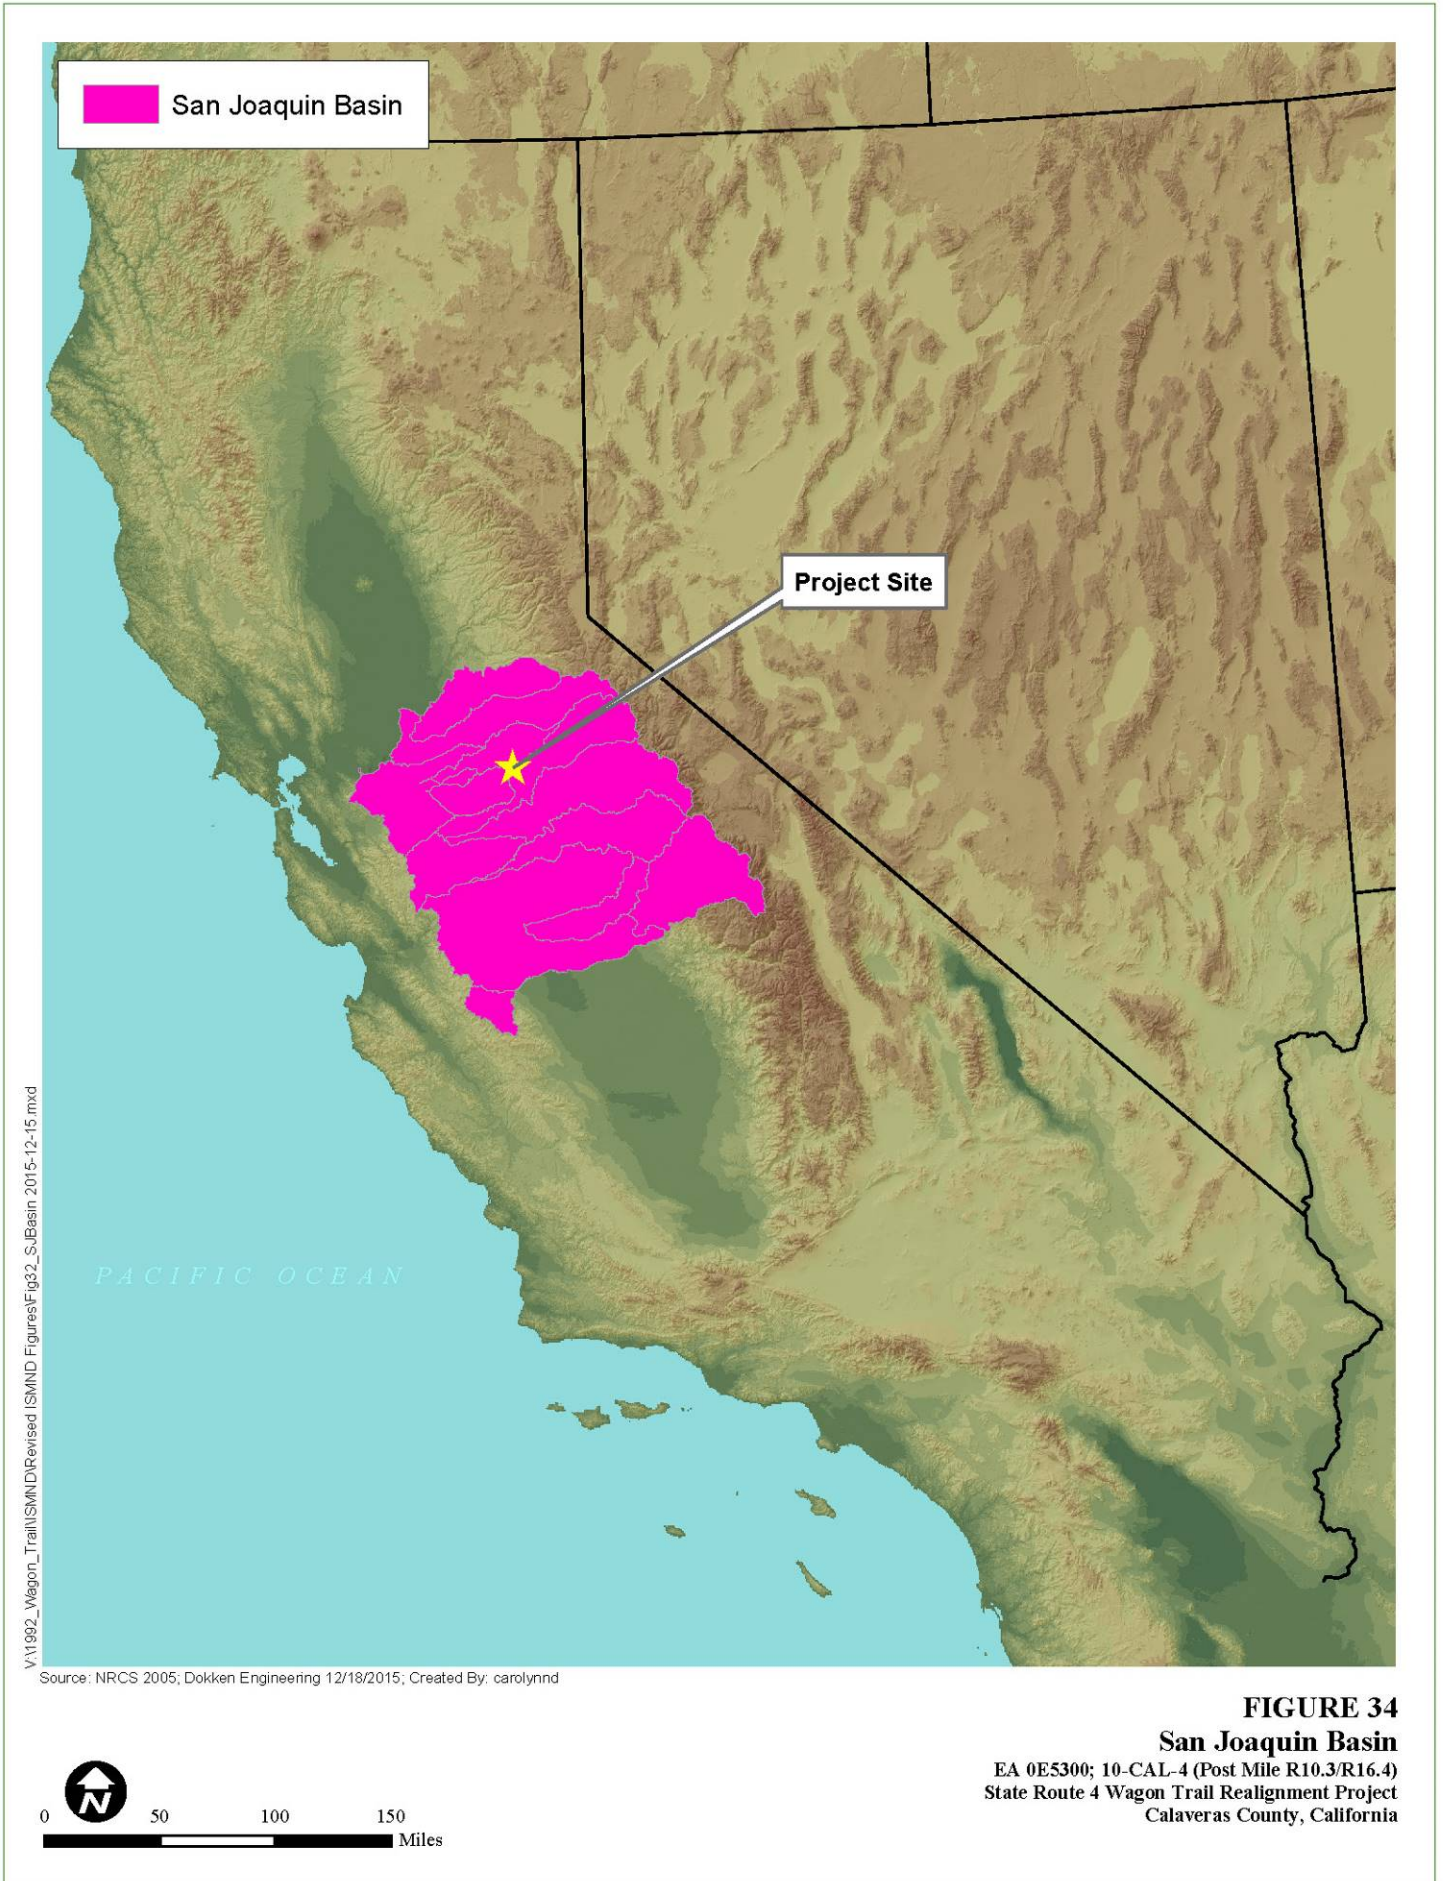 San Joaquin Basin
Project Site
PACIFIC OCEAN
V:\1992_Wagon_Trail\ISMND\Revised ISMND Figures\Fig32_SJBasin 2015-12-15.mxd
Source: NRCS 2005; Dokken Engineering 12/18/2015; Created By: carolynnd
FIGURE 34
San Joaquin Basin
EA 0E5300; 10-CAL-4 (Post Mile R10.3/R16.4)
State Route 4 Wagon Trail Realignment Project
Calaveras County, California
N
0 50 100 150
Miles